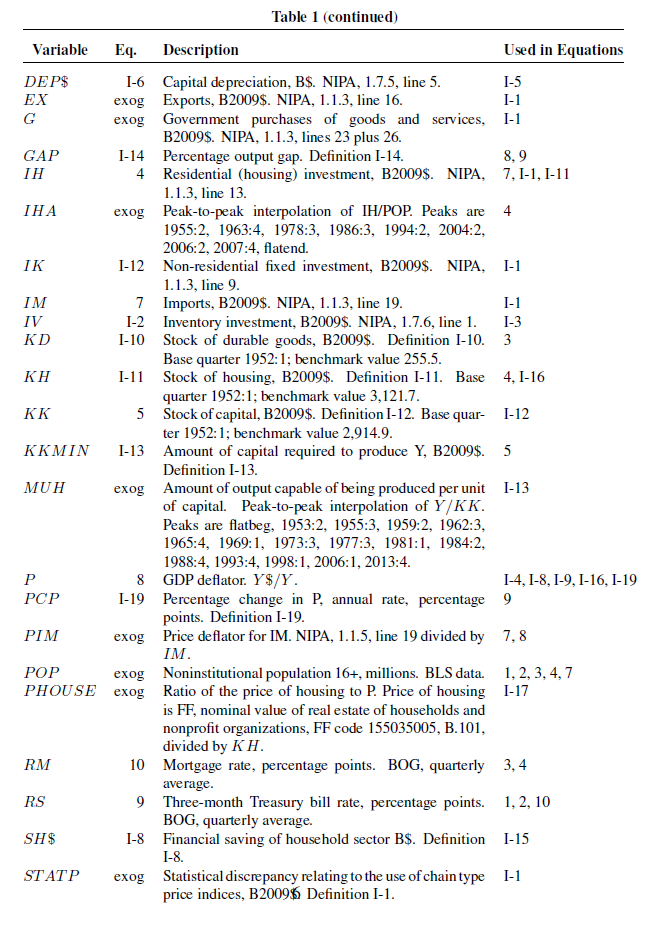 Table 1 (continued)
Variable Eq. Description Used in Equations
DEP$ I-6 Capital depreciation, B$. NIPA, 1.7.5, line 5. I-5
EX exog Exports, B2009$. NIPA, 1.1.3, line 16. I-1
G exog Government purchases of goods and services, I-1
B2009$. NIPA, 1.1.3, lines 23 plus 26.
GAP I-14 Percentage output gap. Definition I-14. 8, 9
IH 4 Residential (housing) investment, B2009$. NIPA, 7, I-1, I-11
1.1.3, line 13.
IHA exog Peak-to-peak interpolation of IH/POP. Peaks are 4
1955:2, 1963:4, 1978:3, 1986:3, 1994:2, 2004:2,
2006:2, 2007:4, flatend.
IK I-12 Non-residential fixed investment, B2009$. NIPA, I-1
1.1.3, line 9.
IM 7 Imports, B2009$. NIPA, 1.1.3, line 19. I-1
IV I-2 Inventory investment, B2009$. NIPA, 1.7.6, line 1. I-3
KD I-10 Stock of durable goods, B2009$. Definition I-10. 3
Base quarter 1952:1; benchmark value 255.5.
KH I-11 Stock of housing, B2009$. Definition I-11. Base 4, I-16
quarter 1952:1; benchmark value 3,121.7.
KK 5 Stock of capital, B2009$. Definition I-12. Base quar- I-12
ter 1952:1; benchmark value 2,914.9.
KKMIN I-13 Amount of capital required to produce Y, B2009$. 5
Definition I-13.
MUH exog Amount of output capable of being produced per unit I-13
of capital. Peak-to-peak interpolation of Y/KK.
Peaks are flatbeg, 1953:2, 1955:3, 1959:2, 1962:3,
1965:4, 1969:1, 1973:3, 1977:3, 1981:1, 1984:2,
1988:4, 1993:4, 1998:1, 2006:1, 2013:4.
P 8 GDP deflator. Y$/Y. I-4, I-8, I-9, I-16, I-19
PCP I-19 Percentage change in P, annual rate, percentage 9
points. Definition I-19.
PIM exog Price deflator for IM. NIPA, 1.1.5, line 19 divided by 7, 8
IM.
POP exog Noninstitutional population 16+, millions. BLS data. 1, 2, 3, 4, 7
PHOUSE exog Ratio of the price of housing to P. Price of housing I-17
is FF, nominal value of real estate of households and
nonprofit organizations, FF code 155035005, B.101,
divided by KH.
RM 10 Mortgage rate, percentage points. BOG, quarterly 3, 4
average.
RS 9 Three-month Treasury bill rate, percentage points. 1, 2, 10
BOG, quarterly average.
SH$ I-8 Financial saving of household sector B$. Definition I-15
I-8.
STATP exog Statistical discrepancy relating to the use of chain type I-1
price indices, B2009$. Definition I-1.
6